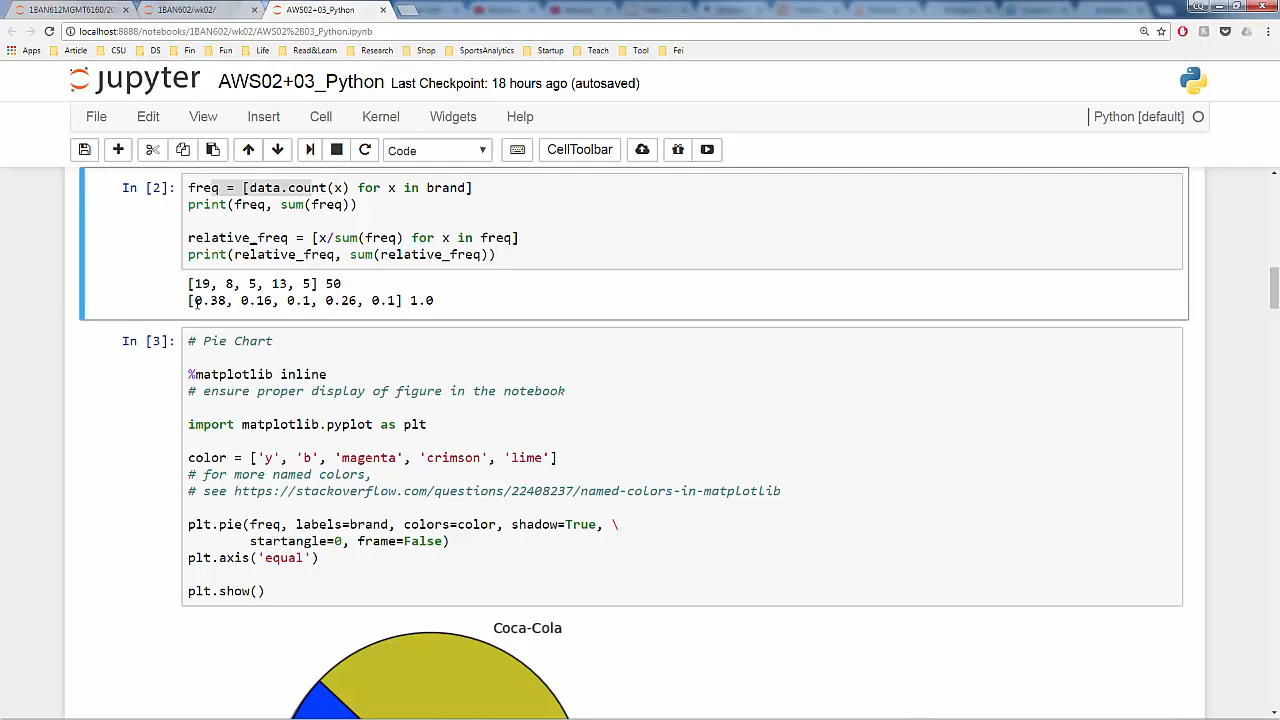 1BAN612MGMT6160/20
1BAN602/wk02/
AWS02+03_Python
localhost:8888/notebooks/1BAN602/wk02/AWS02%2B03_Python.ipynb
Apps Article CSU DS Fin Fun Life Read&Learn Research Shop SportsAnalytics Startup Teach Tool Fei
jupyter AWS02+03_Python Last Checkpoint: 18 hours ago (autosaved)
File Edit View Insert Cell Kernel Widgets Help Python [default]
Code CellToolbar
In [2]: freq = [data.count(x) for x in brand]
print(freq, sum(freq))
relative_freq = [x/sum(freq) for x in freq]
print(relative_freq, sum(relative_freq))
[19, 8, 5, 13, 5] 50
[0.38, 0.16, 0.1, 0.26, 0.1] 1.0
In [3]: # Pie Chart
%matplotlib inline
# ensure proper display of figure in the notebook
import matplotlib.pyplot as plt
color = ['y', 'b', 'magenta', 'crimson', 'lime']
# for more named colors,
# see https://stackoverflow.com/questions/22408237/named-colors-in-matplotlib
plt.pie(freq, labels=brand, colors=color, shadow=True, \
startangle=0, frame=False)
plt.axis('equal')
plt.show()
Coca-Cola